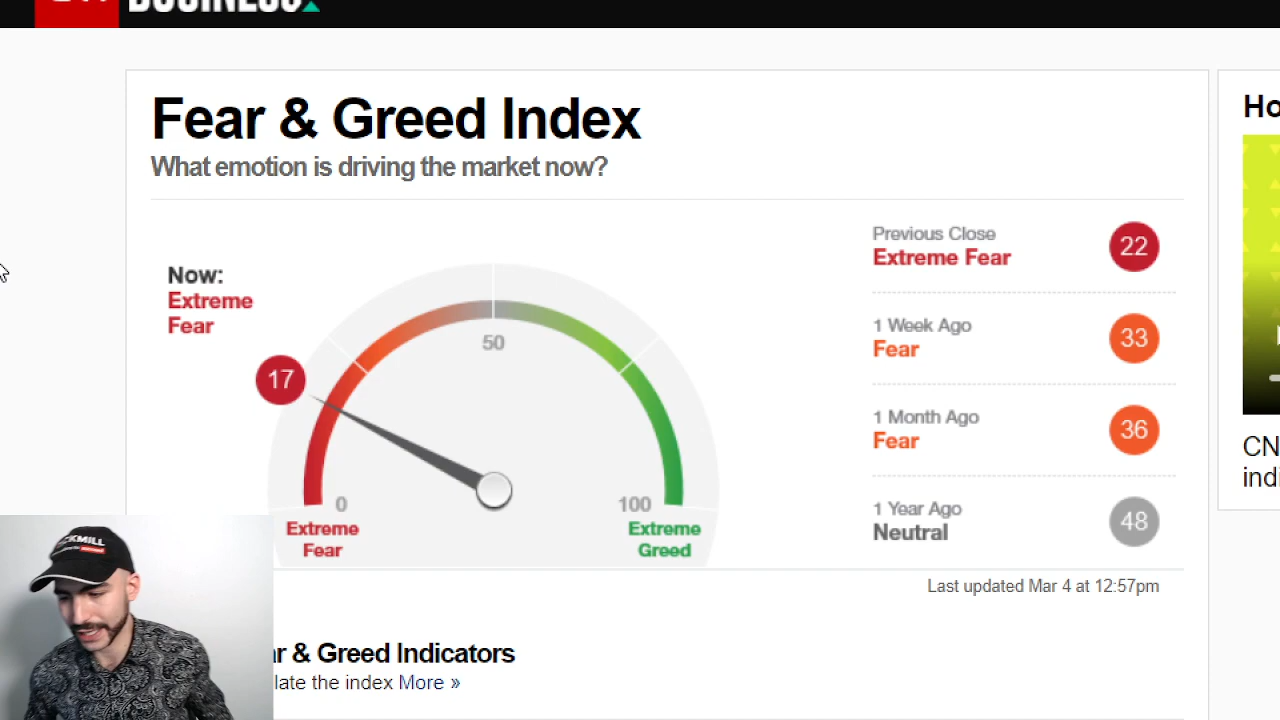 BUSINESS
Fear & Greed Index
What emotion is driving the market now?
Now:
Extreme
Fear
17
50
0
100
Extreme
Fear
Extreme
Greed
Previous Close
Extreme Fear
22
1 Week Ago
Fear
33
1 Month Ago
Fear
36
1 Year Ago
Neutral
48
Last updated Mar 4 at 12:57pm
& Greed Indicators
the index More »